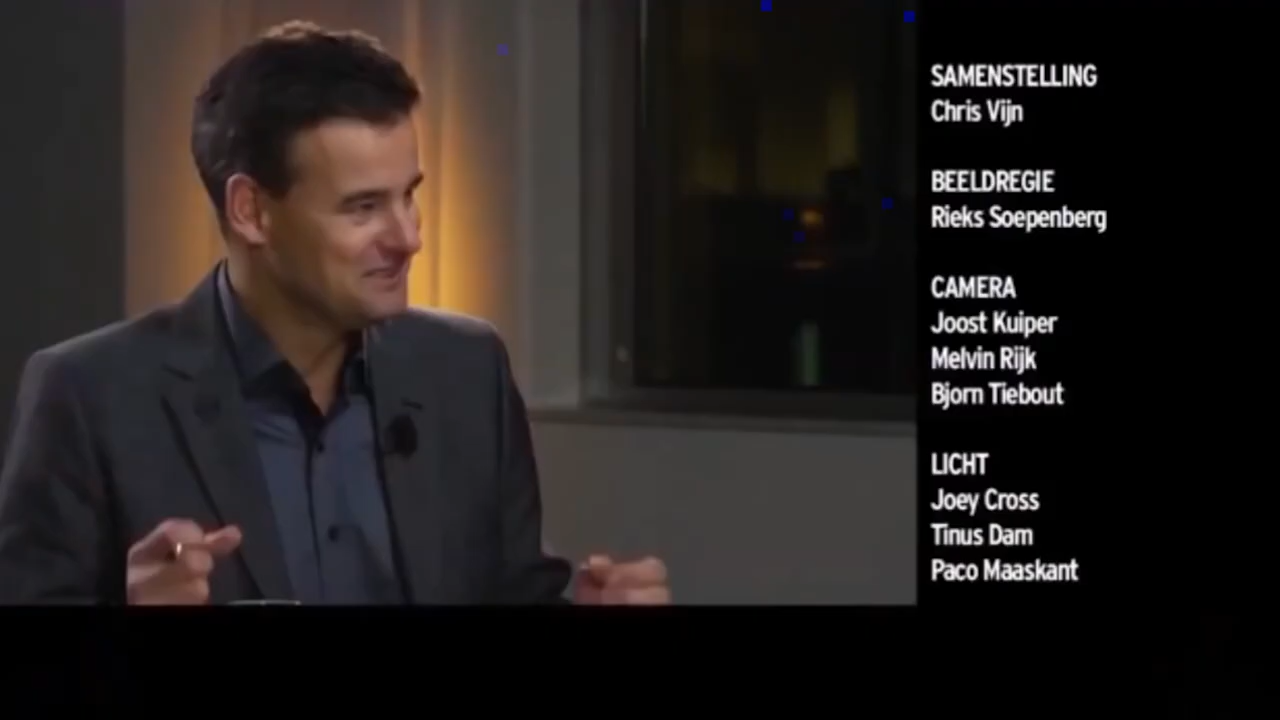 SAMENSTELLING
Chris Vijn
BEELDREGIE
Rieks Soepenberg
CAMERA
Joost Kuiper
Melvin Rijk
Bjorn Tiebout
LICHT
Joey Cross
Tinus Dam
Paco Maaskant